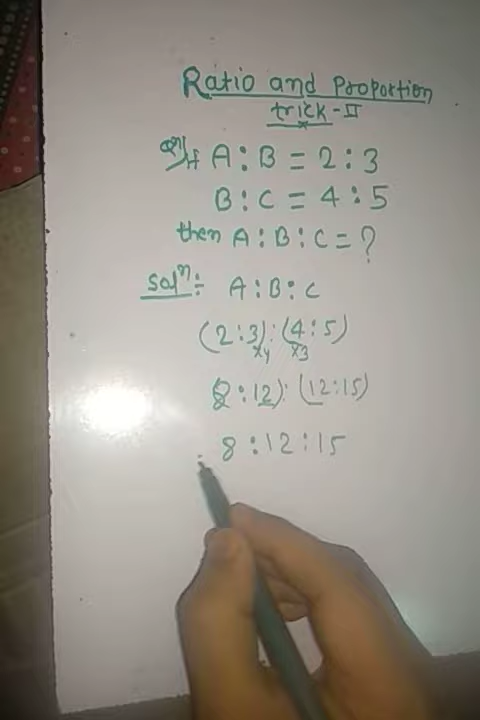 Ratio and Proportion
trick-II
Qn/If A : B = 2 : 3
B : C = 4 : 5
then A : B : C = ?
Solⁿ :- A : B : C
(2 : 3) : (4 : 5)
×4 ×3
(8 : 12) : (12 : 15)
8 : 12 : 15